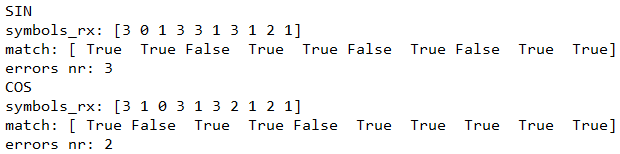 SIN
symbols_rx: [3 0 1 3 3 1 3 1 2 1]
match: [ True  True False  True  True False  True False  True  True]
errors nr: 3
COS
symbols_rx: [3 1 0 3 1 3 2 1 2 1]
match: [ True False  True  True False  True  True  True  True  True]
errors nr: 2